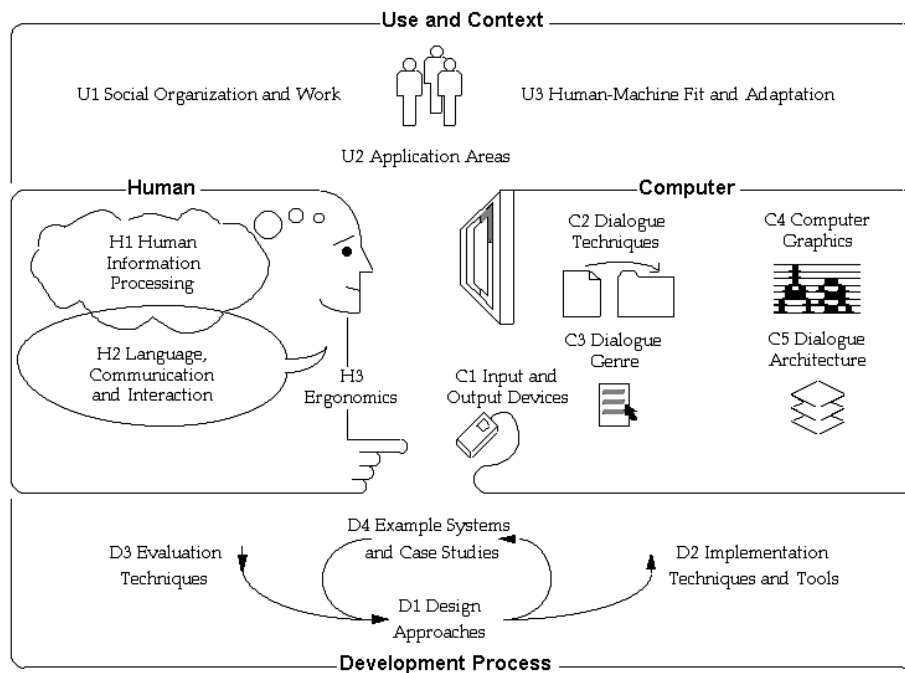 Use and Context
U1 Social Organization and Work
U3 Human-Machine Fit and Adaptation
U2 Application Areas
Human
H1 Human
Information
Processing
H2 Language,
Communication
and Interaction
H3
Ergonomics
Computer
C2 Dialogue
Techniques
C4 Computer
Graphics
Aa
C3 Dialogue
Genre
C5 Dialogue
Architecture
C1 Input and
Output Devices
D4 Example Systems
and Case Studies
D3 Evaluation
Techniques
D2 Implementation
Techniques and Tools
D1 Design
Approaches
Development Process